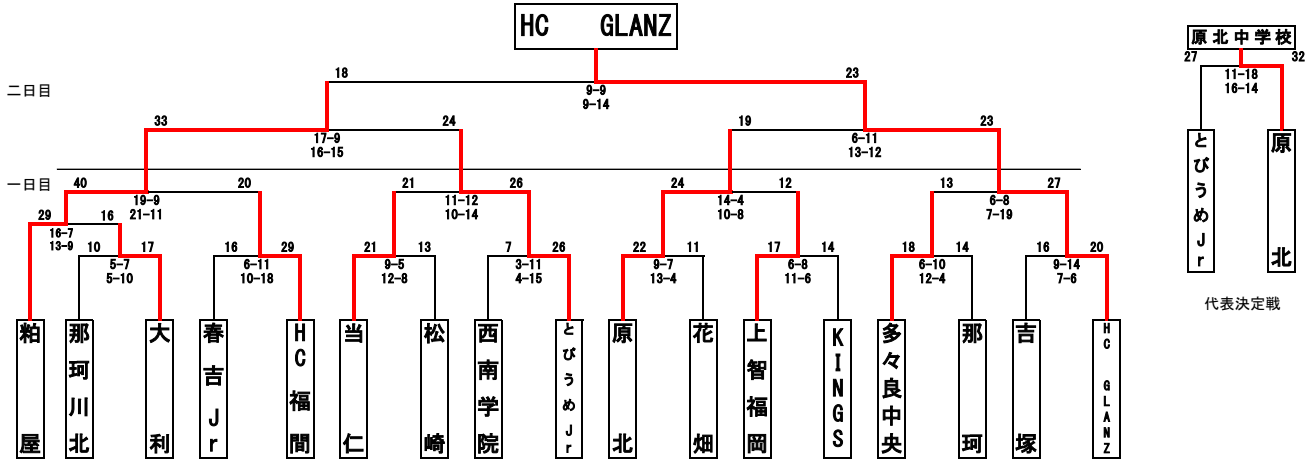 HC GLANZ
原北中学校
27 32
11-18
16-14
とびうめJr
原北
代表決定戦
二日目
18 23
9-9
9-14
33 24
17-9
16-15
19 23
6-11
13-12
一日目
40 20
19-9
21-11
21 26
11-12
10-14
24 12
14-4
10-8
13 27
6-8
7-19
29 16
16-7
13-9
10 17
5-7
5-10
16 29
6-11
10-18
21 13
9-5
12-8
7 26
3-11
4-15
22 11
9-7
13-4
17 14
6-8
11-6
18 14
6-10
12-4
16 20
9-14
7-6
粕屋
那珂川北
大利
春吉Jr
HC福間
当仁
松崎
西南学院
とびうめJr
原北
花畑
上智福岡
KINGS
多々良中央
那珂
吉塚
HC GLANZ